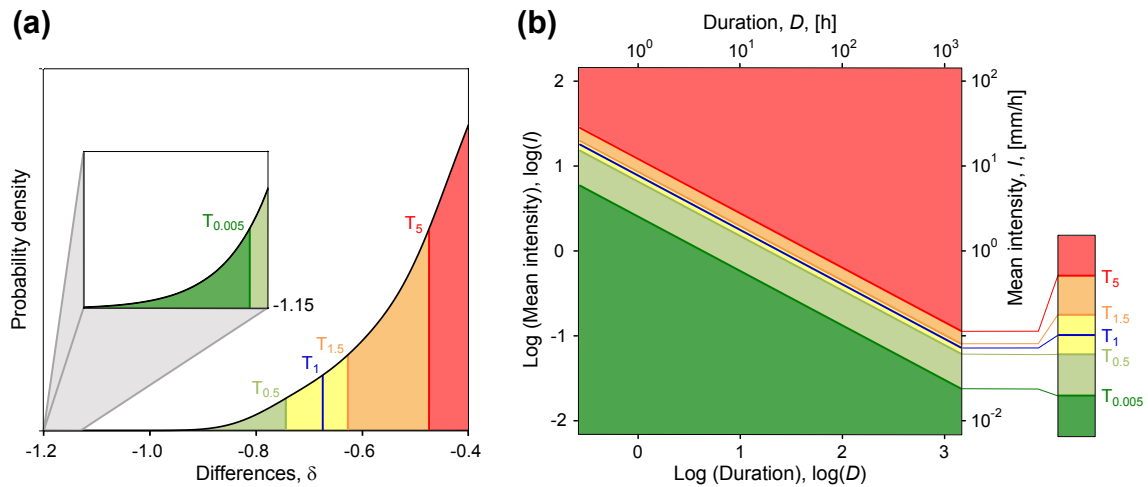 (a)
Probability density
T0.005
-1.15
T5
T1.5
T1
T0.5
-1.2
-1.0
-0.8
-0.6
-0.4
Differences, δ
(b)
Duration, D, [h]
10^0
10^1
10^2
10^3
Log (Mean intensity), log(I)
2
1
0
-1
-2
10^2
10^1
10^0
10^-2
Mean intensity, I, [mm/h]
0
1
2
3
Log (Duration), log(D)
T5
T1.5
T1
T0.5
T0.005